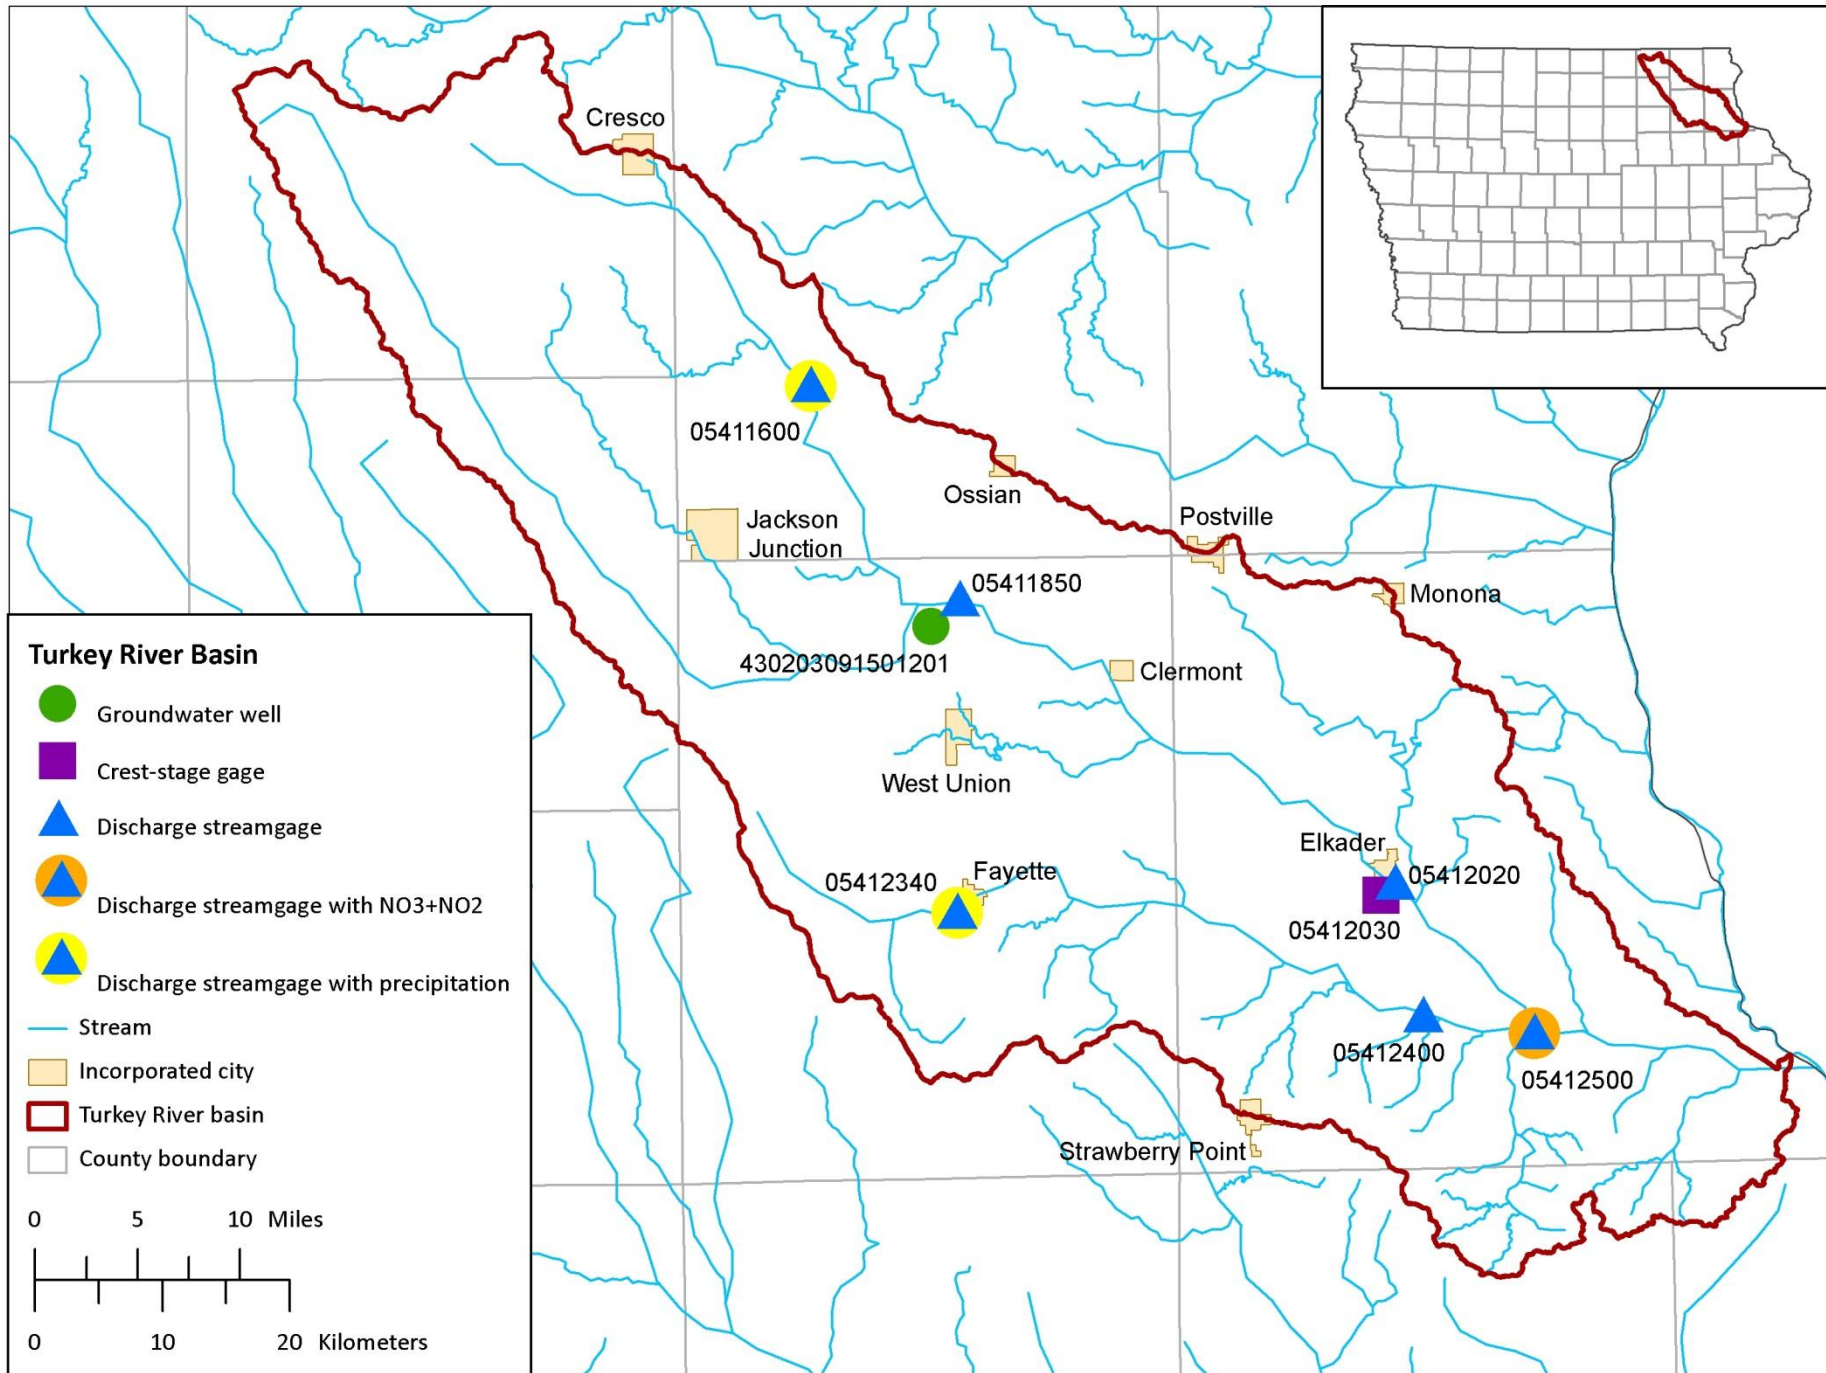 Cresco
05411600
Ossian
Jackson
Junction
Postville
05411850
Monona
430203091501201
Clermont
West Union
Elkader
05412340
Fayette
05412020
05412030
05412400
05412500
Strawberry Point
Turkey River Basin
Groundwater well
Crest-stage gage
Discharge streamgage
Discharge streamgage with NO3+NO2
Discharge streamgage with precipitation
Stream
Incorporated city
Turkey River basin
County boundary
0 5 10 Miles
0 10 20 Kilometers